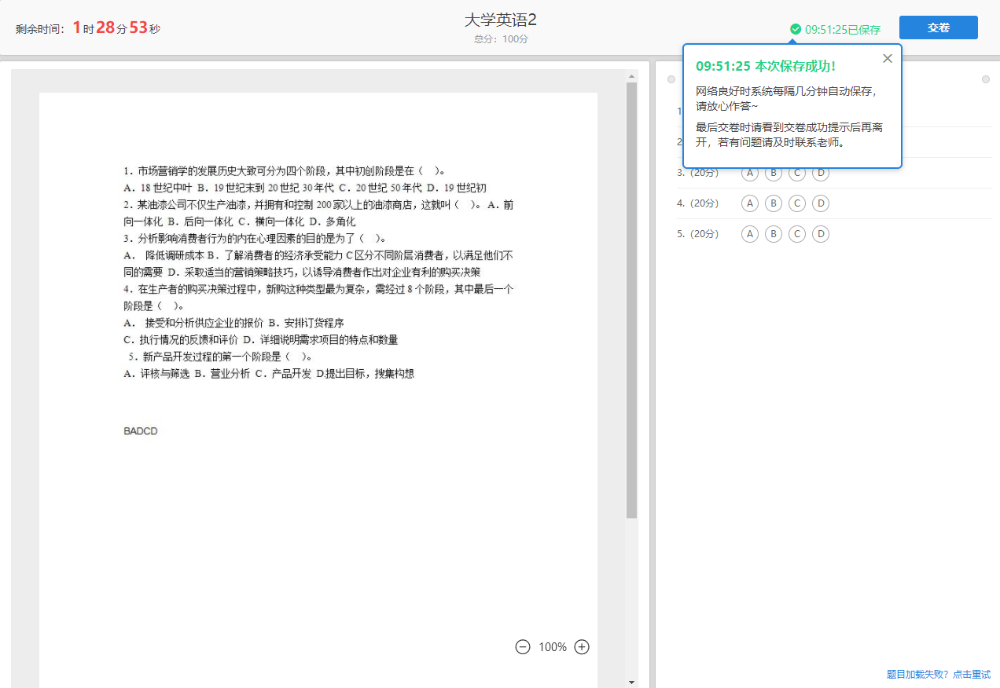 剩余时间： 1时28分53秒
大学英语2
总分：100分
09:51:25已保存
交卷
09:51:25 本次保存成功!
网络良好时系统每隔几分钟自动保存，
请放心作答~
最后交卷时请看到交卷成功提示后再离
开，若有问题请及时联系老师。
1．市场营销学的发展历史大致可分为四个阶段，其中初创阶段是在（ ）。
A．18世纪中叶 B．19世纪末到20世纪30年代 C．20世纪50年代 D．19世纪初
2．某油漆公司不仅生产油漆，并拥有和控制200家以上的油漆商店，这就叫（ ）。 A．前
向一体化 B．后向一体化 C．横向一体化 D．多角化
3．分析影响消费者行为的内在心理因素的目的是为了（ ）。
A． 降低调研成本 B．了解消费者的经济承受能力 C区分不同阶层消费者，以满足他们不
同的需要 D．采取适当的营销策略技巧，以诱导消费者作出对企业有利的购买决策
4．在生产者的购买决策过程中，新购这种类型最为复杂，需经过8个阶段，其中最后一个
阶段是（ ）。
A． 接受和分析供应企业的报价 B．安排订货程序
C．执行情况的反馈和评价 D．详细说明需求项目的特点和数量
5．新产品开发过程的第一个阶段是（ ）。
A．评核与筛选 B．营业分析 C．产品开发 D.提出目标，搜集构想
BADCD
100%
1
2
3. (20分) A B C D
4. (20分) A B C D
5. (20分) A B C D
题目加载失败？点击重试